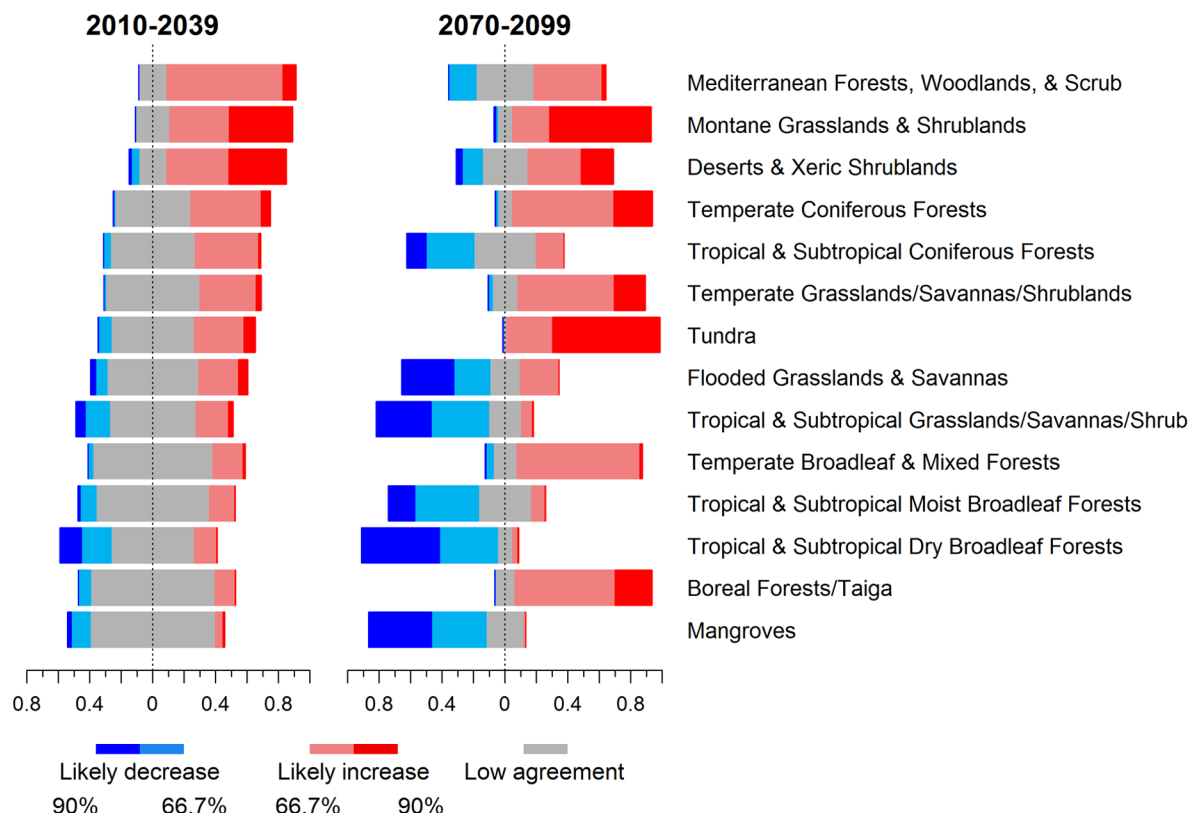 2010-2039
2070-2099
Mediterranean Forests, Woodlands, & Scrub
Montane Grasslands & Shrublands
Deserts & Xeric Shrublands
Temperate Coniferous Forests
Tropical & Subtropical Coniferous Forests
Temperate Grasslands/Savannas/Shrublands
Tundra
Flooded Grasslands & Savannas
Tropical & Subtropical Grasslands/Savannas/Shrub
Temperate Broadleaf & Mixed Forests
Tropical & Subtropical Moist Broadleaf Forests
Tropical & Subtropical Dry Broadleaf Forests
Boreal Forests/Taiga
Mangroves
0.8 0.4 0 0.4 0.8
0.8 0.4 0 0.4 0.8
Likely decrease
90% 66.7%
Likely increase
66.7% 90%
Low agreement